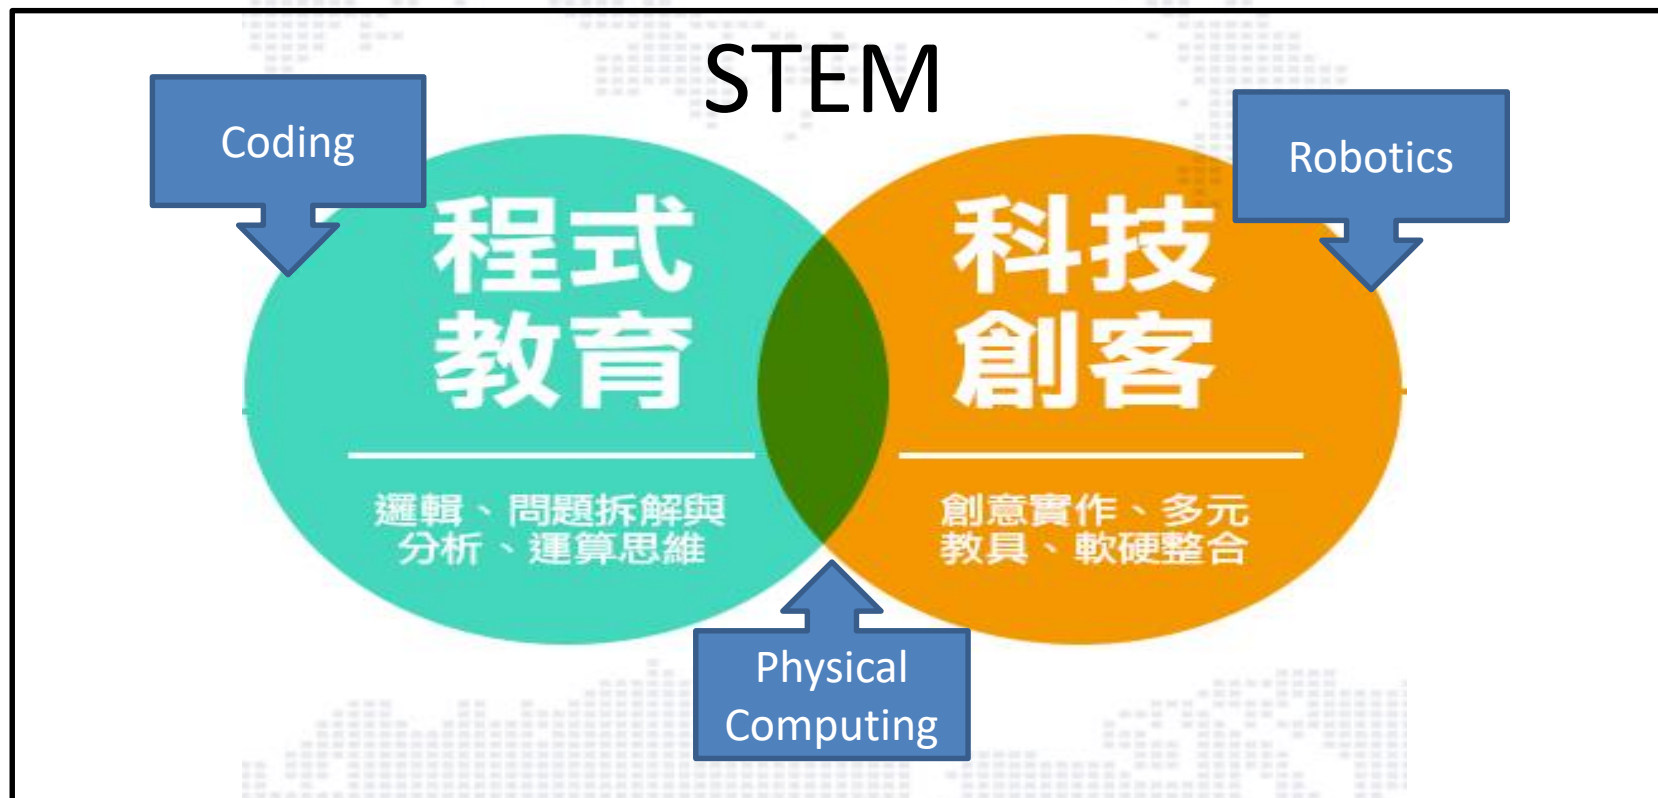 STEM
Coding
Robotics
程式
教育
邏輯、問題拆解與
分析、運算思維
科技
創客
創意實作、多元
教具、軟硬整合
Physical
Computing